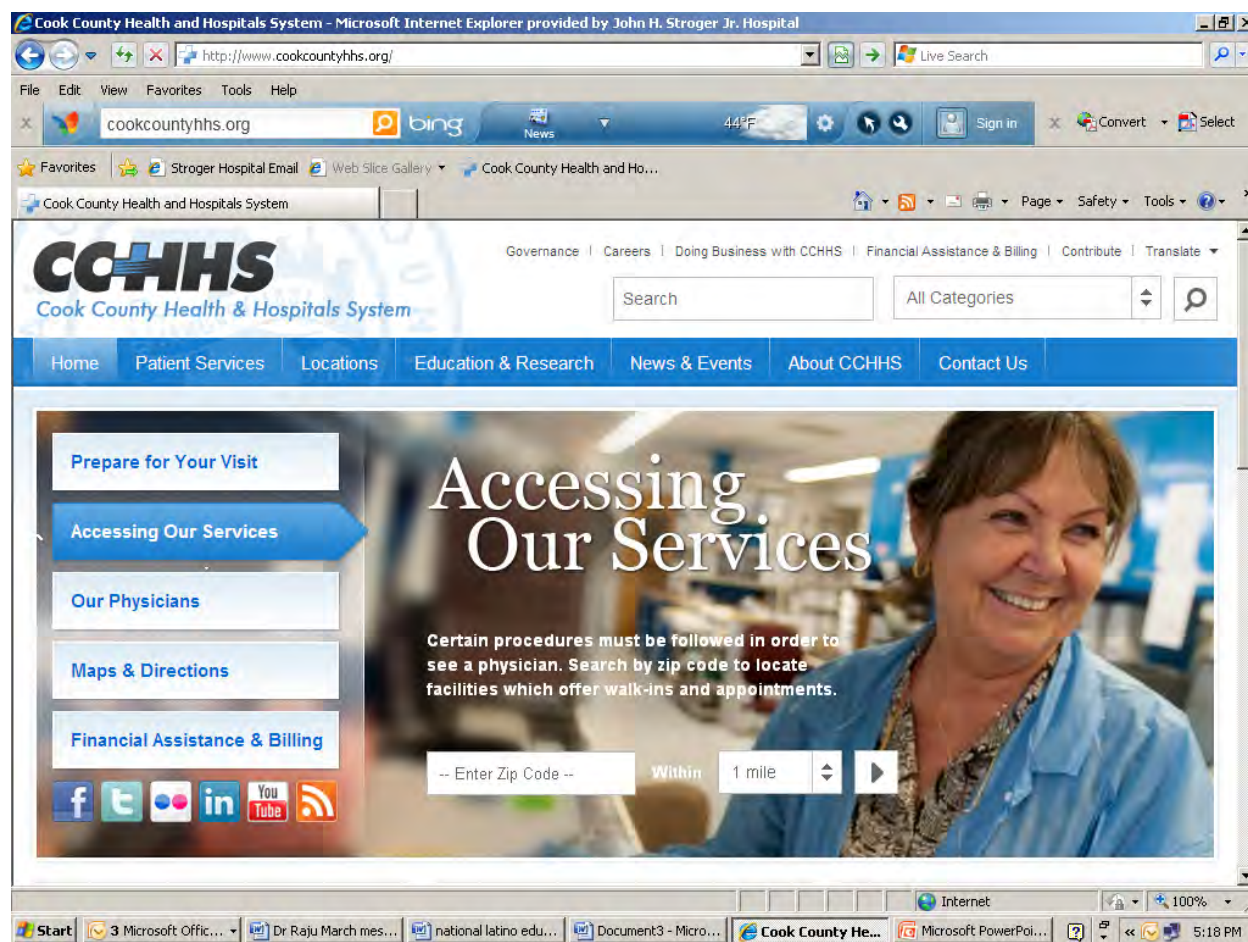 Cook County Health and Hospitals System - Microsoft Internet Explorer provided by John H. Stroger Jr. Hospital
http://www.cookcountyhhs.org/
Live Search
File Edit View Favorites Tools Help
cookcountyhhs.org bing News 44°F Sign in Convert Select
Favorites Stroger Hospital Email Web Slice Gallery Cook County Health and Ho...
Cook County Health and Hospitals System Page Safety Tools
CCHHS
Cook County Health & Hospitals System
Governance | Careers | Doing Business with CCHHS | Financial Assistance & Billing | Contribute | Translate
Search All Categories
Home Patient Services Locations Education & Research News & Events About CCHHS Contact Us
Prepare for Your Visit
Accessing Our Services
Our Physicians
Maps & Directions
Financial Assistance & Billing
f t in You Tube
Accessing
Our Services
Certain procedures must be followed in order to
see a physician. Search by zip code to locate
facilities which offer walk-ins and appointments.
-- Enter Zip Code -- Within 1 mile
Internet 100%
Start 3 Microsoft Offic... Dr Raju March mes... national latino edu... Document3 - Micro... Cook County He... Microsoft PowerPoi... 5:18 PM